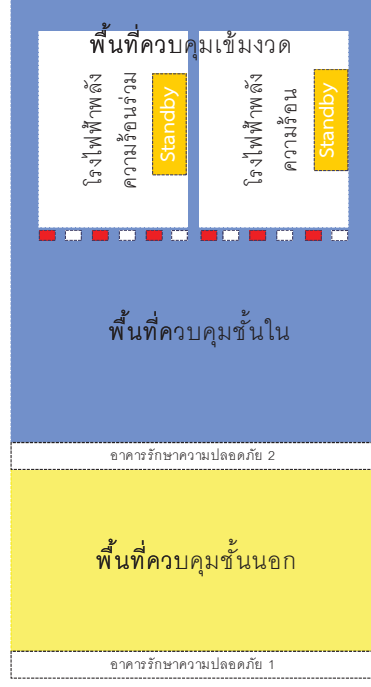 พื้นที่ควบคุมเข้มงวด
โรงไฟฟ้าพลัง
ความร้อนร่วม
Standby
โรงไฟฟ้าพลัง
ความร้อน
Standby
พื้นที่ควบคุมชั้นใน
อาคารรักษาความปลอดภัย 2
พื้นที่ควบคุมชั้นนอก
อาคารรักษาความปลอดภัย 1